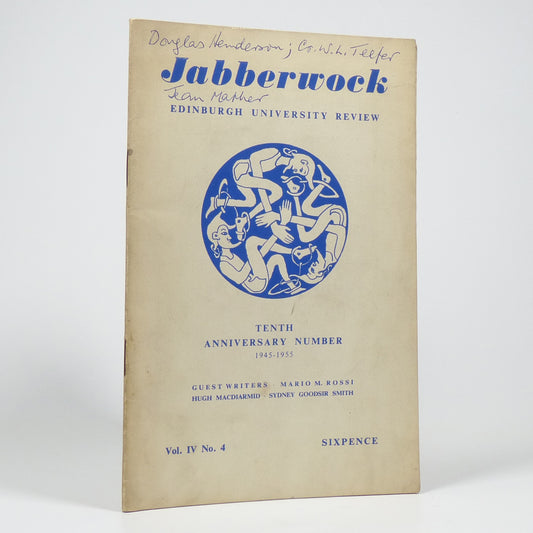 Douglas Henderson; Co. W. L. Telfer
Jabberwock
Jean Mather
EDINBURGH UNIVERSITY REVIEW
TENTH
ANNIVERSARY NUMBER
1945-1955
GUEST WRITERS · MARIO M. ROSSI
HUGH MACDIARMID · SYDNEY GOODSIR SMITH
Vol. IV No. 4
SIXPENCE